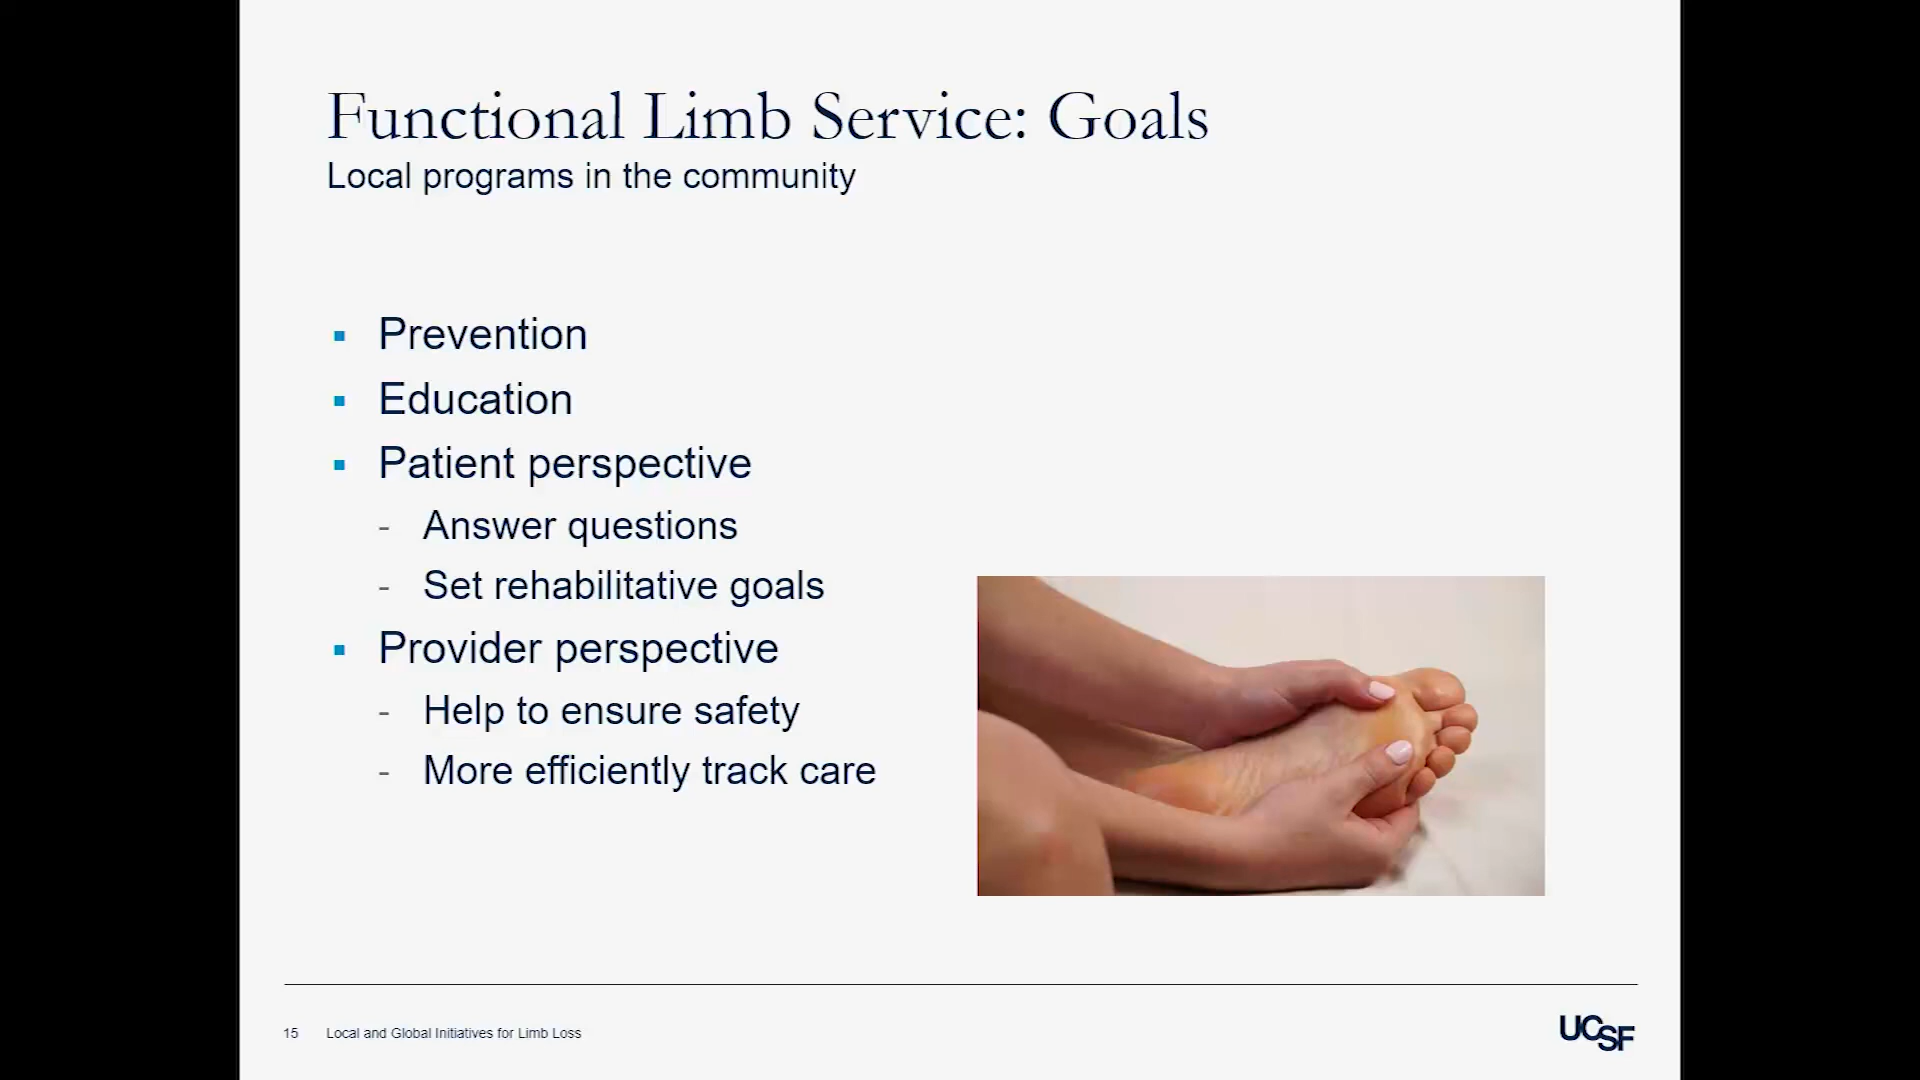 Functional Limb Service: Goals
Local programs in the community
▪ Prevention
▪ Education
▪ Patient perspective
- Answer questions
- Set rehabilitative goals
▪ Provider perspective
- Help to ensure safety
- More efficiently track care
15 Local and Global Initiatives for Limb Loss
UCSF